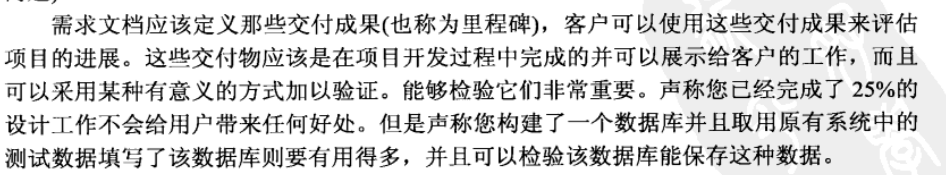 需求文档应该定义那些交付成果(也称为里程碑)，客户可以使用这些交付成果来评估
项目的进展。这些交付物应该是在项目开发过程中完成的并可以展示给客户的工作，而且
可以采用某种有意义的方式加以验证。能够检验它们非常重要。声称您已经完成了 25%的
设计工作不会给用户带来任何好处。但是声称您构建了一个数据库并且取用原有系统中的
测试数据填写了该数据库则要有用得多，并且可以检验该数据库能保存这种数据。